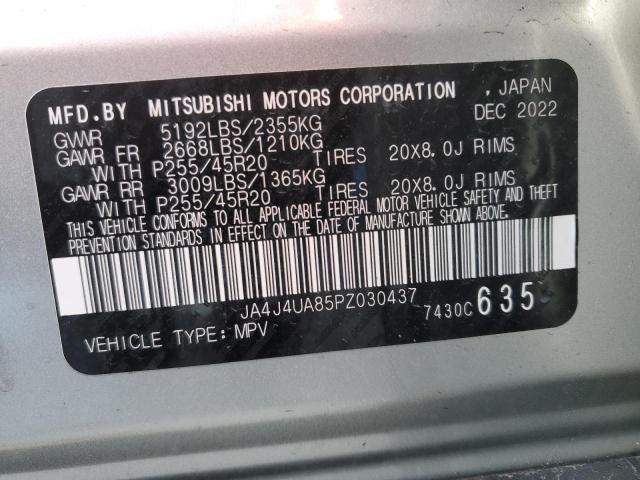 MFD.BY MITSUBISHI MOTORS CORPORATION , JAPAN
GVWR 5192LBS/2355KG DEC 2022
GAWR FR 2668LBS/1210KG
WITH P255/45R20 TIRES 20X8.0J RIMS
GAWR RR 3009LBS/1365KG
WITH P255/45R20 TIRES 20X8.0J RIMS
THIS VEHICLE CONFORMS TO ALL APPLICABLE FEDERAL MOTOR VEHICLE SAFETY AND THEFT
PREVENTION STANDARDS IN EFFECT ON THE DATE OF MANUFACTURE SHOWN ABOVE.
JA4J4UA85PZ030437 7430C635
VEHICLE TYPE: MPV